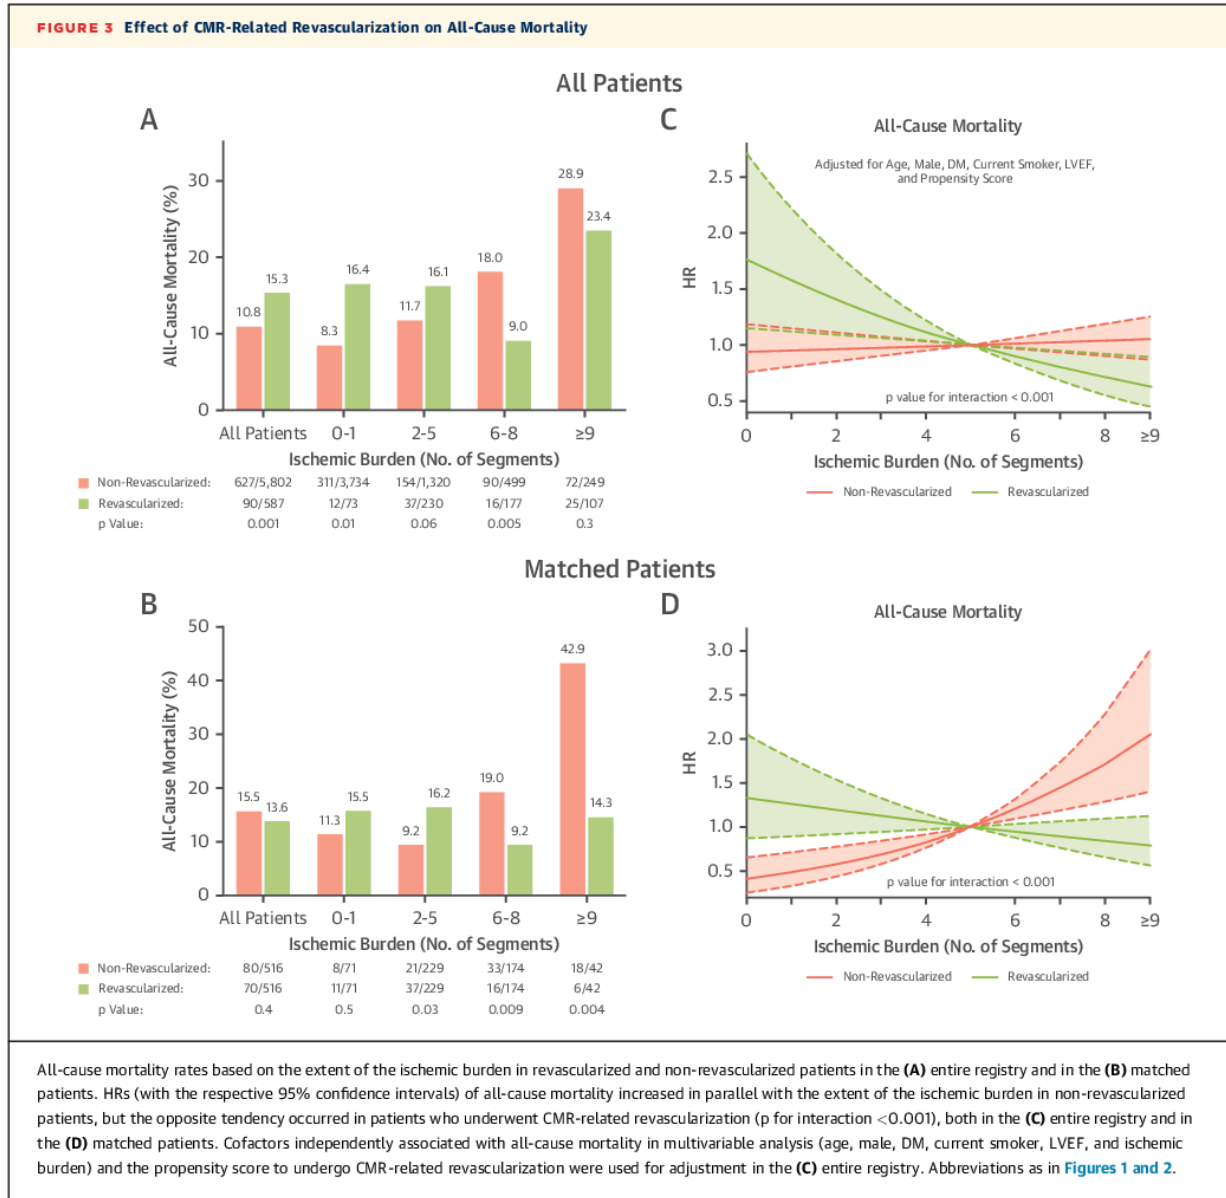 FIGURE 3 Effect of CMR-Related Revascularization on All-Cause Mortality
All Patients
A
All-Cause Mortality (%)
30
20
10
0
10.8
15.3
8.3
16.4
11.7
16.1
18.0
9.0
28.9
23.4
All Patients 0-1 2-5 6-8 ≥9
Ischemic Burden (No. of Segments)
Non-Revascularized: 627/5,802 311/3,734 154/1,320 90/499 72/249
Revascularized: 90/587 12/73 37/230 16/177 25/107
p Value: 0.001 0.01 0.06 0.005 0.3
C
All-Cause Mortality
Adjusted for Age, Male, DM, Current Smoker, LVEF,
and Propensity Score
HR
2.5
2.0
1.5
1.0
0.5
p value for interaction < 0.001
0 2 4 6 8 ≥9
Ischemic Burden (No. of Segments)
Non-Revascularized Revascularized
Matched Patients
B
All-Cause Mortality (%)
50
40
30
20
10
0
15.5
13.6
11.3
15.5
9.2
16.2
19.0
9.2
42.9
14.3
All Patients 0-1 2-5 6-8 ≥9
Ischemic Burden (No. of Segments)
Non-Revascularized: 80/516 8/71 21/229 33/174 18/42
Revascularized: 70/516 11/71 37/229 16/174 6/42
p Value: 0.4 0.5 0.03 0.009 0.004
D
All-Cause Mortality
HR
3.0
2.5
2.0
1.5
1.0
0.5
p value for interaction < 0.001
0 2 4 6 8 ≥9
Ischemic Burden (No. of Segments)
Non-Revascularized Revascularized
All-cause mortality rates based on the extent of the ischemic burden in revascularized and non-revascularized patients in the (A) entire registry and in the (B) matched
patients. HRs (with the respective 95% confidence intervals) of all-cause mortality increased in parallel with the extent of the ischemic burden in non-revascularized
patients, but the opposite tendency occurred in patients who underwent CMR-related revascularization (p for interaction <0.001), both in the (C) entire registry and in
the (D) matched patients. Cofactors independently associated with all-cause mortality in multivariable analysis (age, male, DM, current smoker, LVEF, and ischemic
burden) and the propensity score to undergo CMR-related revascularization were used for adjustment in the (C) entire registry. Abbreviations as in Figures 1 and 2.